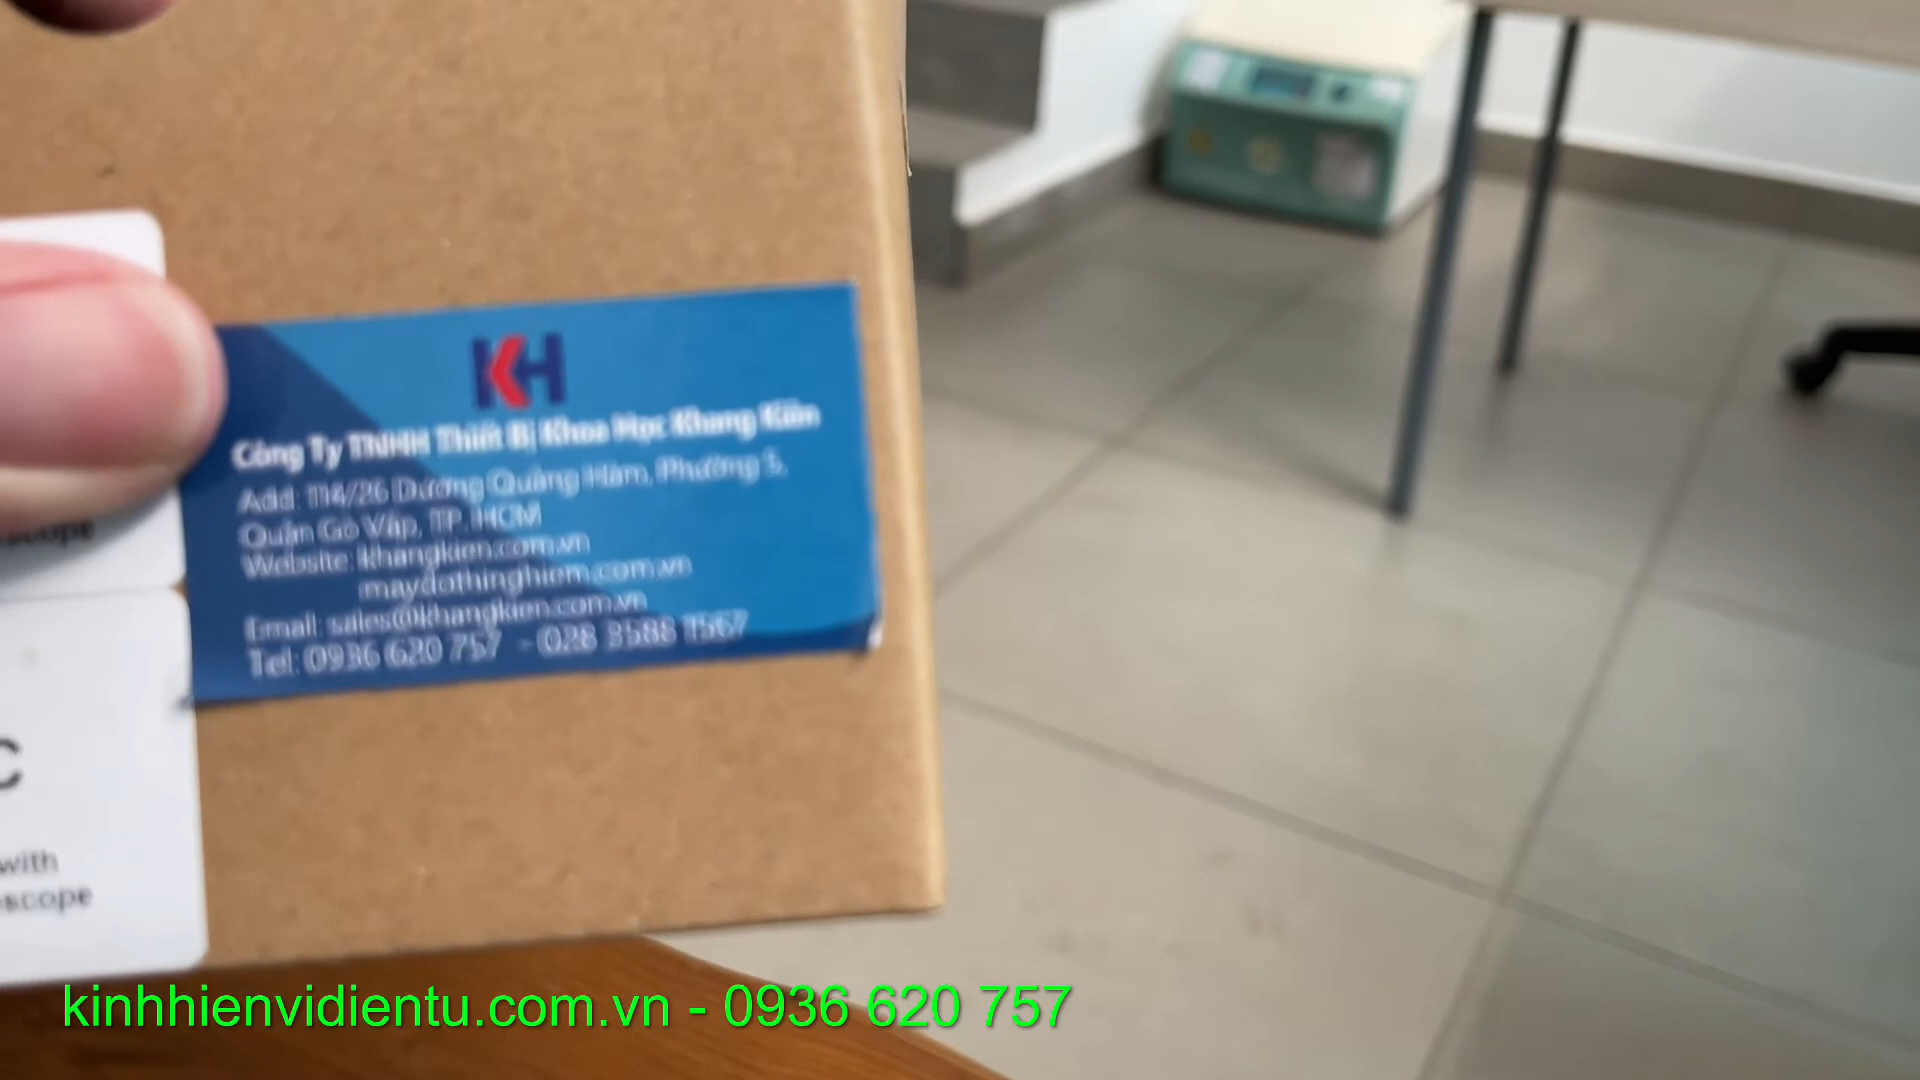 KH
Công Ty TNHH Thiết Bị Khoa Học Khang Kiên
Add: 114/26 Dương Quảng Hàm, Phường 5,
Quận Gò Vấp, TP. HCM
Website: khangkien.com.vn
maydothinghiem.com.vn
Email: sales@khangkien.com.vn
Tel: 0936 620 757 - 028 3588 1567
scope
C
with
scope
kinhhienvidientu.com.vn - 0936 620 757